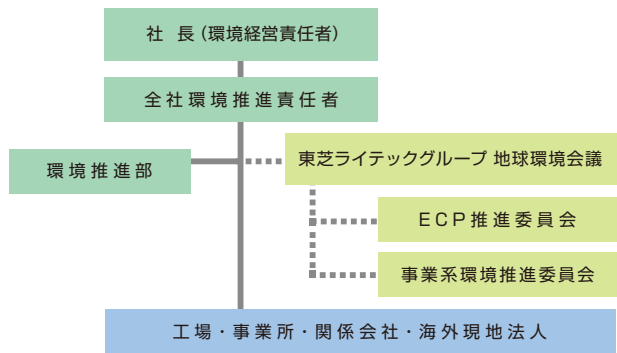 社 長(環境経営責任者)
全社環境推進責任者
環境推進部
東芝ライテックグループ 地球環境会議
ECP推進委員会
事業系環境推進委員会
工場・事業所・関係会社・海外現地法人